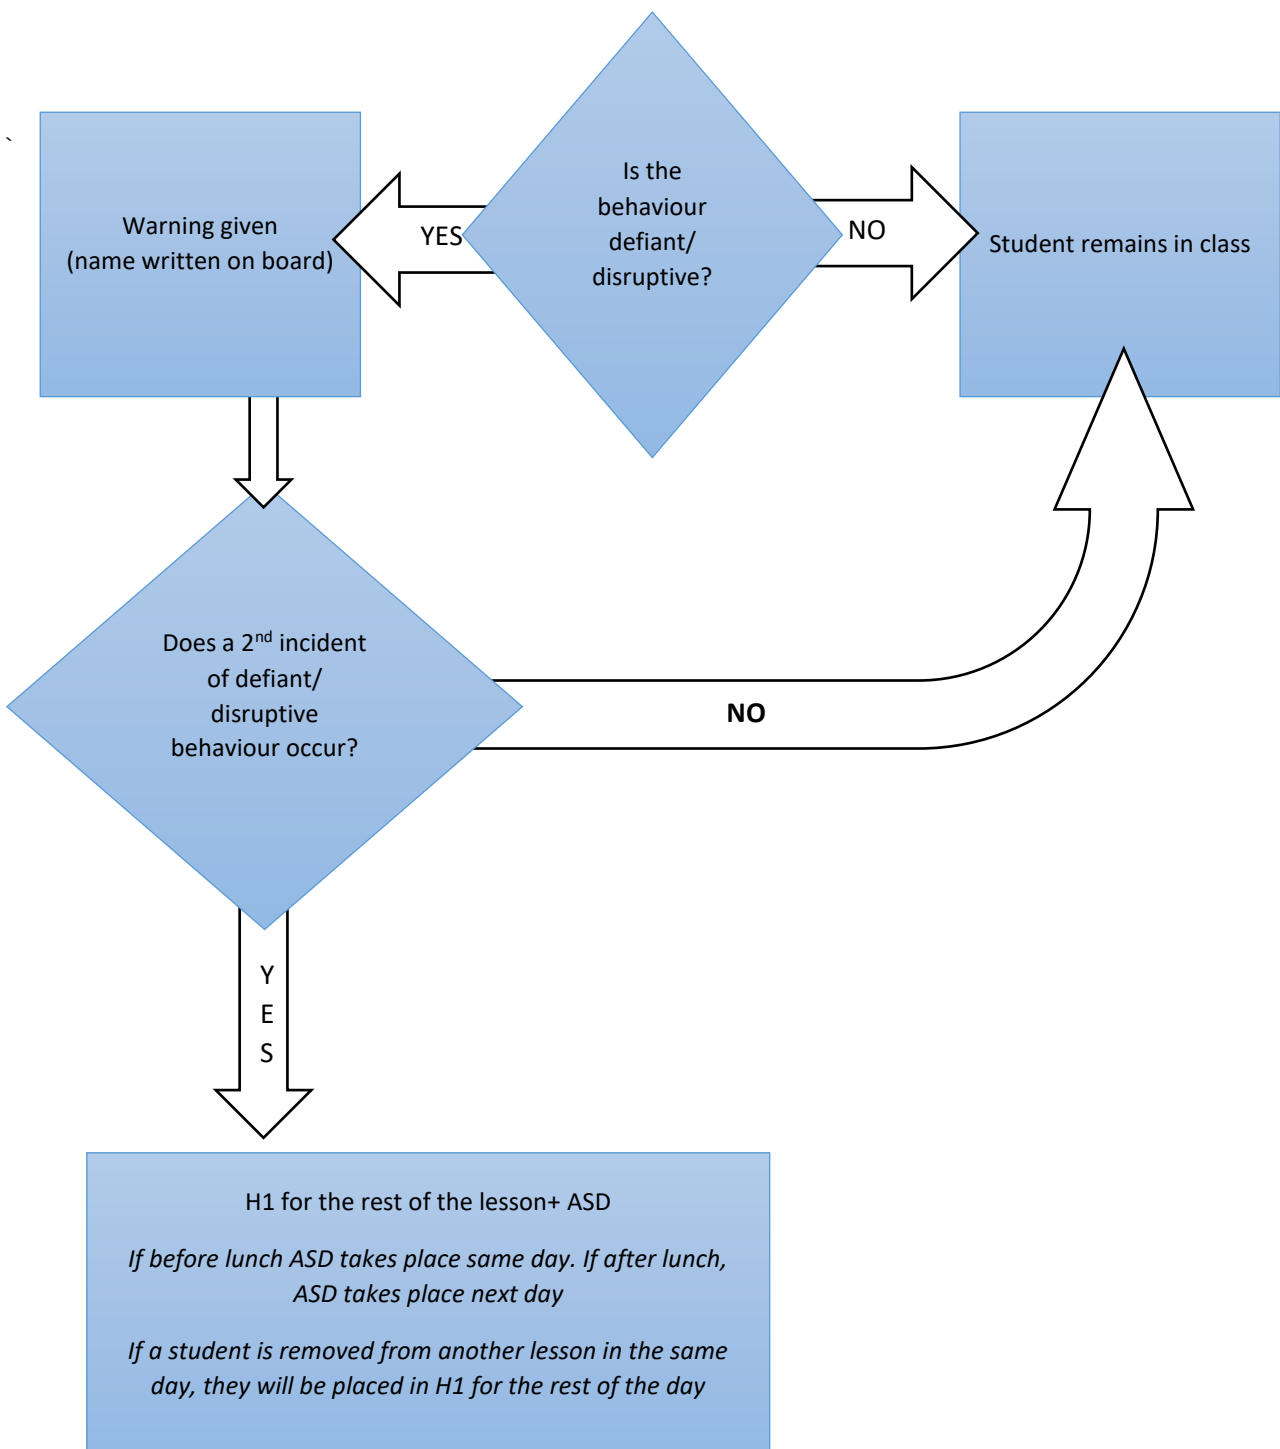 `
Warning given
(name written on board)
YES
Is the
behaviour
defiant/
disruptive?
NO
Student remains in class
Does a 2nd incident
of defiant/
disruptive
behaviour occur?
NO
Y
E
S
H1 for the rest of the lesson+ ASD
If before lunch ASD takes place same day. If after lunch,
ASD takes place next day
If a student is removed from another lesson in the same
day, they will be placed in H1 for the rest of the day